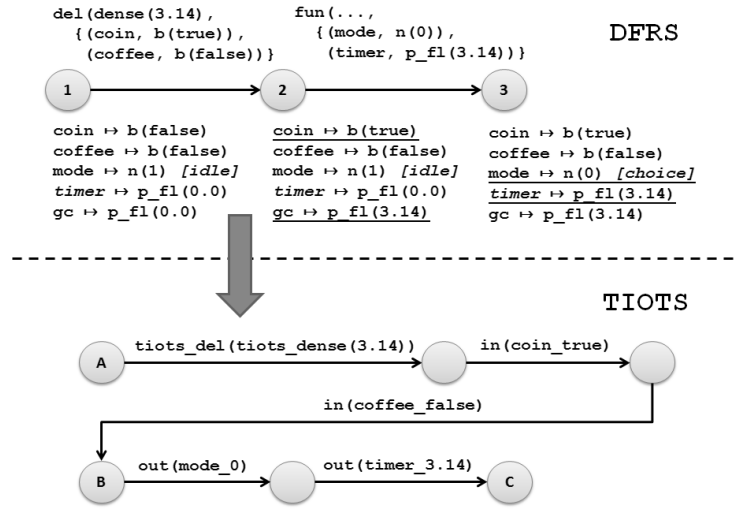 del(dense(3.14),
{(coin, b(true)),
(coffee, b(false))}
fun(...,
{(mode, n(0)),
(timer, p_fl(3.14))}
DFRS
1
2
3
coin ↦ b(false)
coffee ↦ b(false)
mode ↦ n(1) [idle]
timer ↦ p_fl(0.0)
gc ↦ p_fl(0.0)
coin ↦ b(true)
coffee ↦ b(false)
mode ↦ n(1) [idle]
timer ↦ p_fl(0.0)
gc ↦ p_fl(3.14)
coin ↦ b(true)
coffee ↦ b(false)
mode ↦ n(0) [choice]
timer ↦ p_fl(3.14)
gc ↦ p_fl(3.14)
TIOTS
A
tiots_del(tiots_dense(3.14))
in(coin_true)
in(coffee_false)
B
out(mode_0)
out(timer_3.14)
C